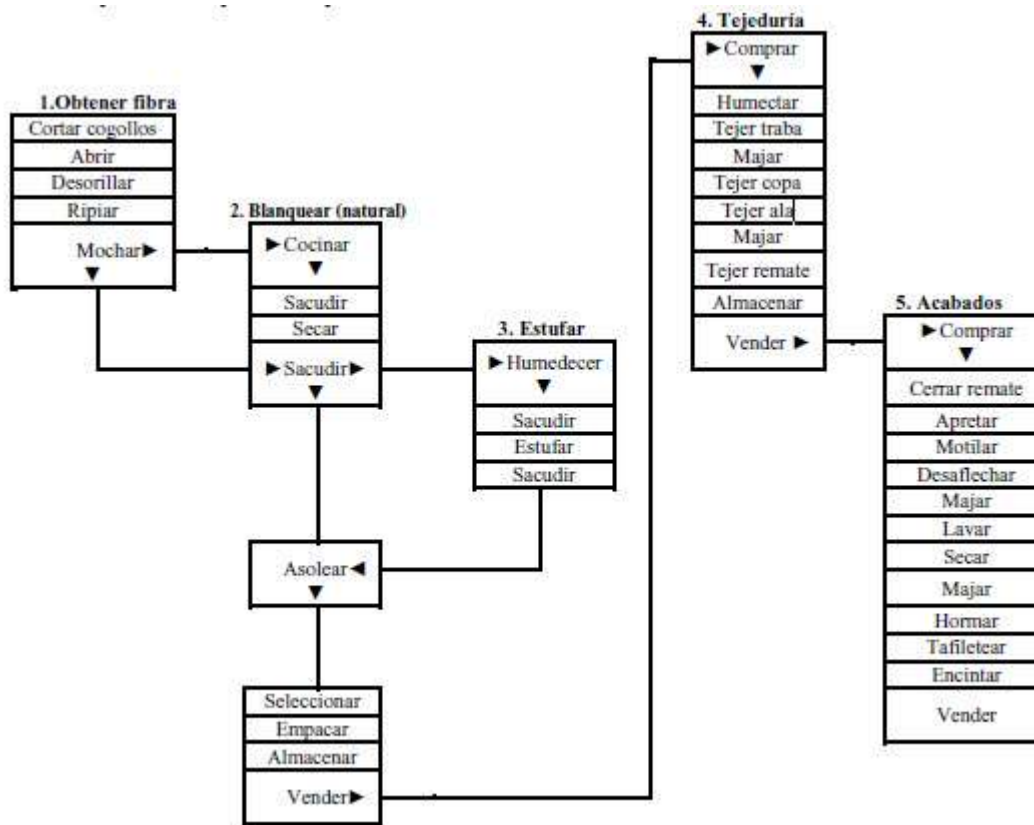 1.Obtener fibra
Cortar cogollos
Abrir
Desorillar
Ripiar
Mochar►
▼
2. Blanquear (natural)
►Cocinar
▼
Sacudir
Secar
►Sacudir►
▼
3. Estufar
►Humedecer
▼
Sacudir
Estufar
Sacudir
Asolear◄
▼
Seleccionar
Empacar
Almacenar
Vender►
4. Tejeduría
►Comprar
▼
Humectar
Tejer traba
Majar
Tejer copa
Tejer ala
Majar
Tejer remate
Almacenar
Vender ►
5. Acabados
►Comprar
▼
Cerrar remate
Apretar
Motilar
Desaflechar
Majar
Lavar
Secar
Majar
Hormar
Tafiletear
Encintar
Vender